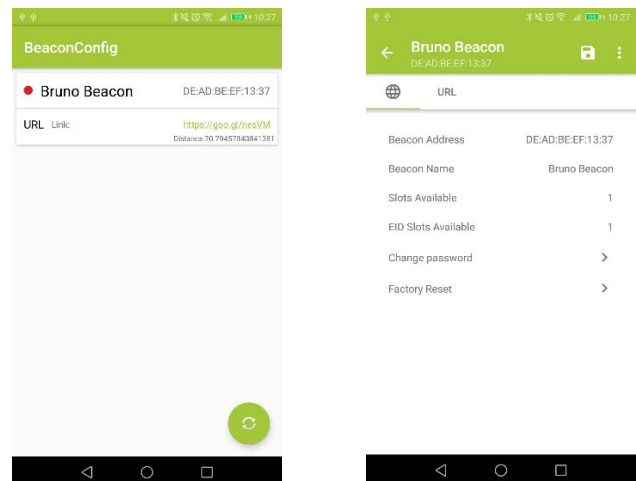 10:27
BeaconConfig
Bruno Beacon DE:AD:BE:EF:13:37
URL Link: https://goo.gl/riesVM
Distance:70.79457843841381
10:27
Bruno Beacon
DE:AD:BE:EF:13:37
URL
Beacon Address DE:AD:BE:EF:13:37
Beacon Name Bruno Beacon
Slots Available 1
EID Slots Available 1
Change password
Factory Reset